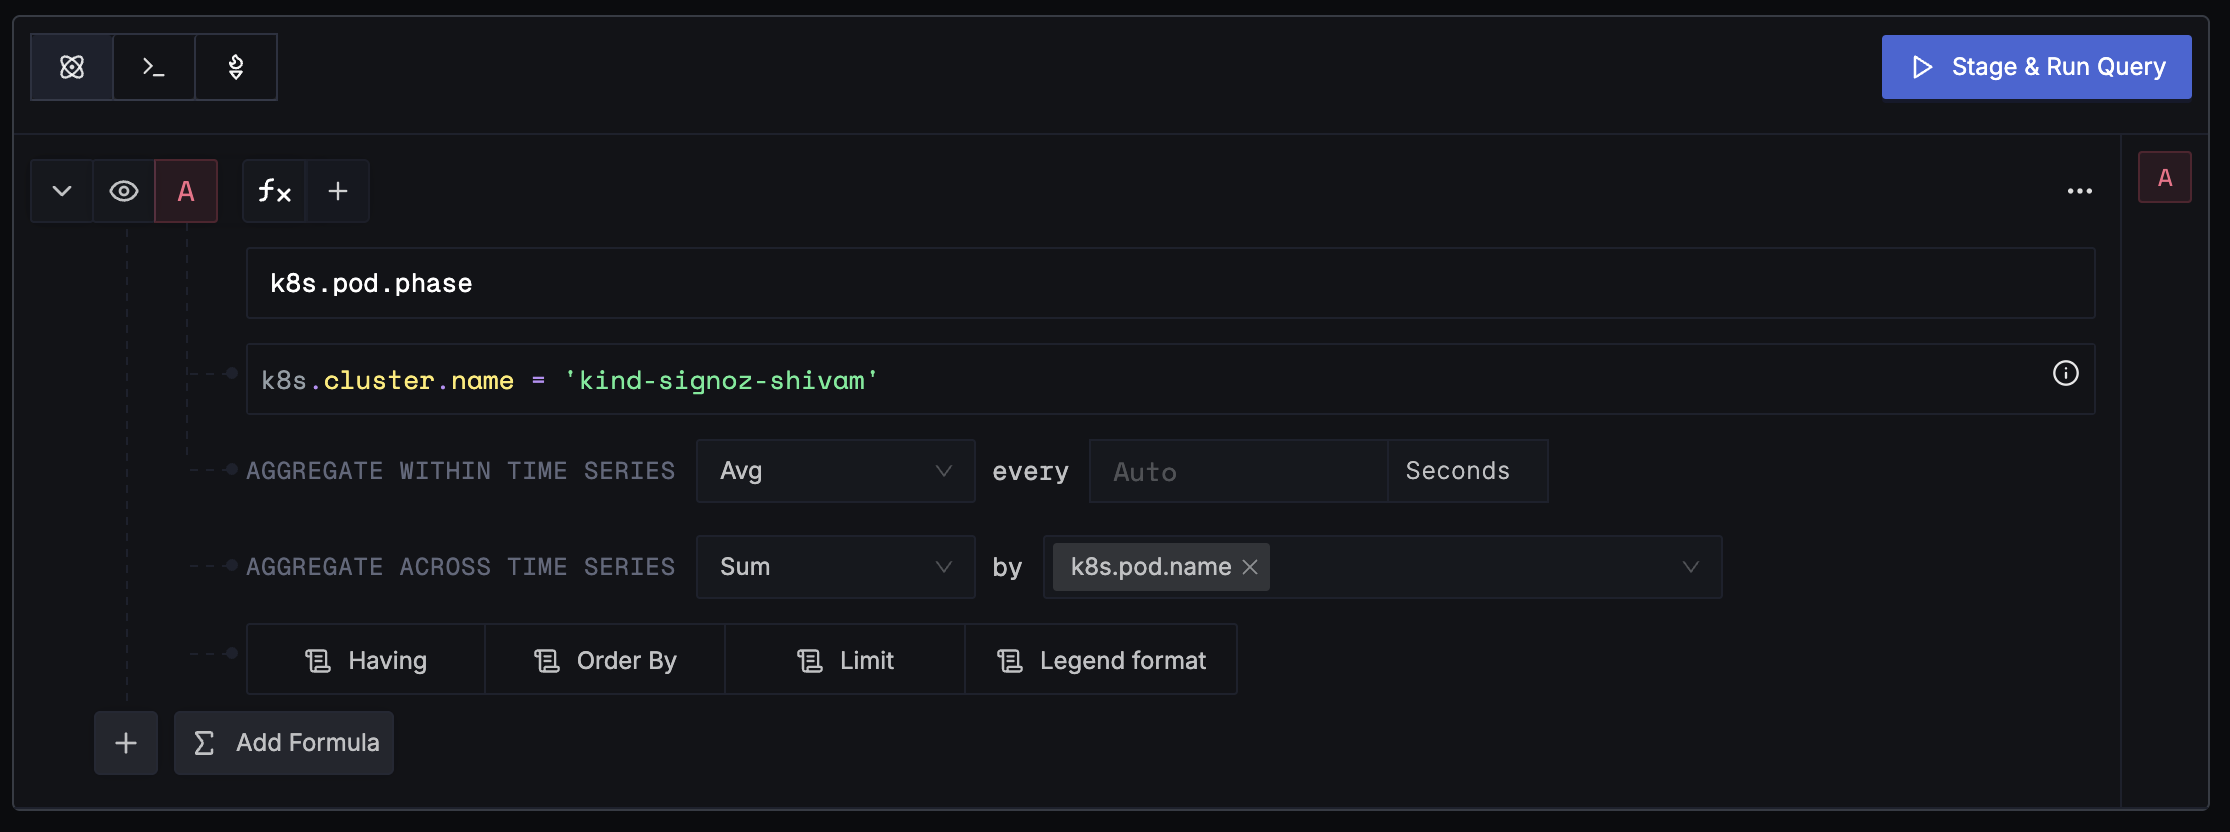 Stage & Run Query
A
fx
A
k8s.pod.phase
k8s.cluster.name = 'kind-signoz-shivam'
AGGREGATE WITHIN TIME SERIES Avg every Auto Seconds
AGGREGATE ACROSS TIME SERIES Sum by k8s.pod.name
Having Order By Limit Legend format
Add Formula